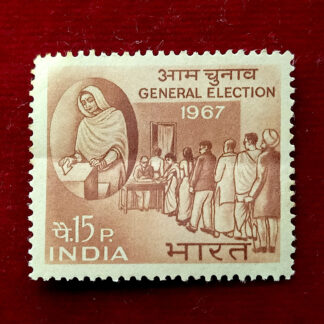 आम चुनाव
GENERAL ELECTION
1967
पै.15 P.
INDIA भारत